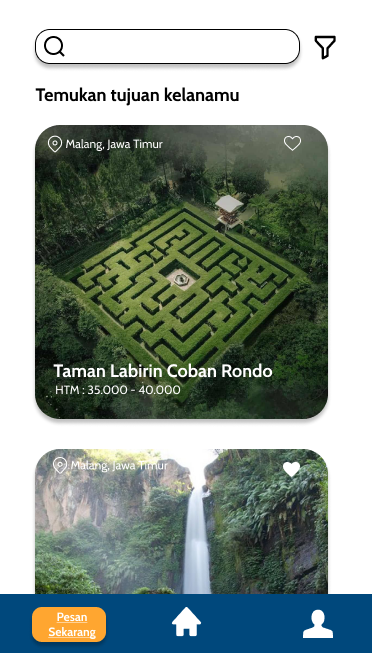 Temukan tujuan kelanamu
Malang, Jawa Timur
Taman Labirin Coban Rondo
HTM : 35.000 - 40.000
Malang, Jawa Timur
Pesan
Sekarang